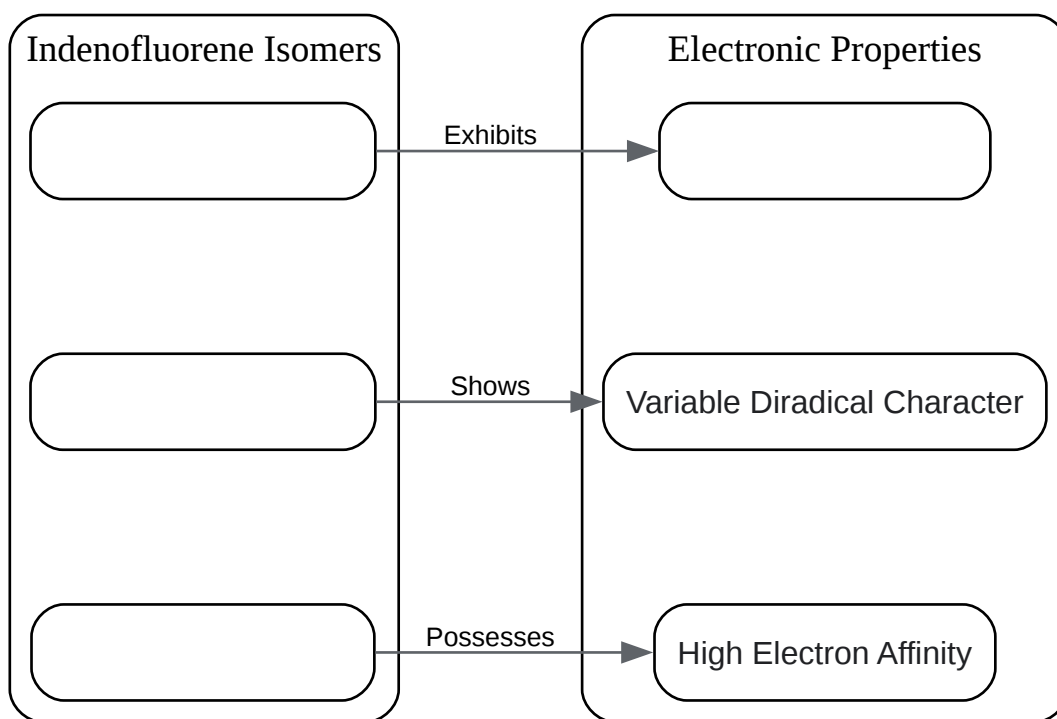 Indenofluorene Isomers
Electronic Properties
Exhibits
Shows
Variable Diradical Character
Possesses
High Electron Affinity